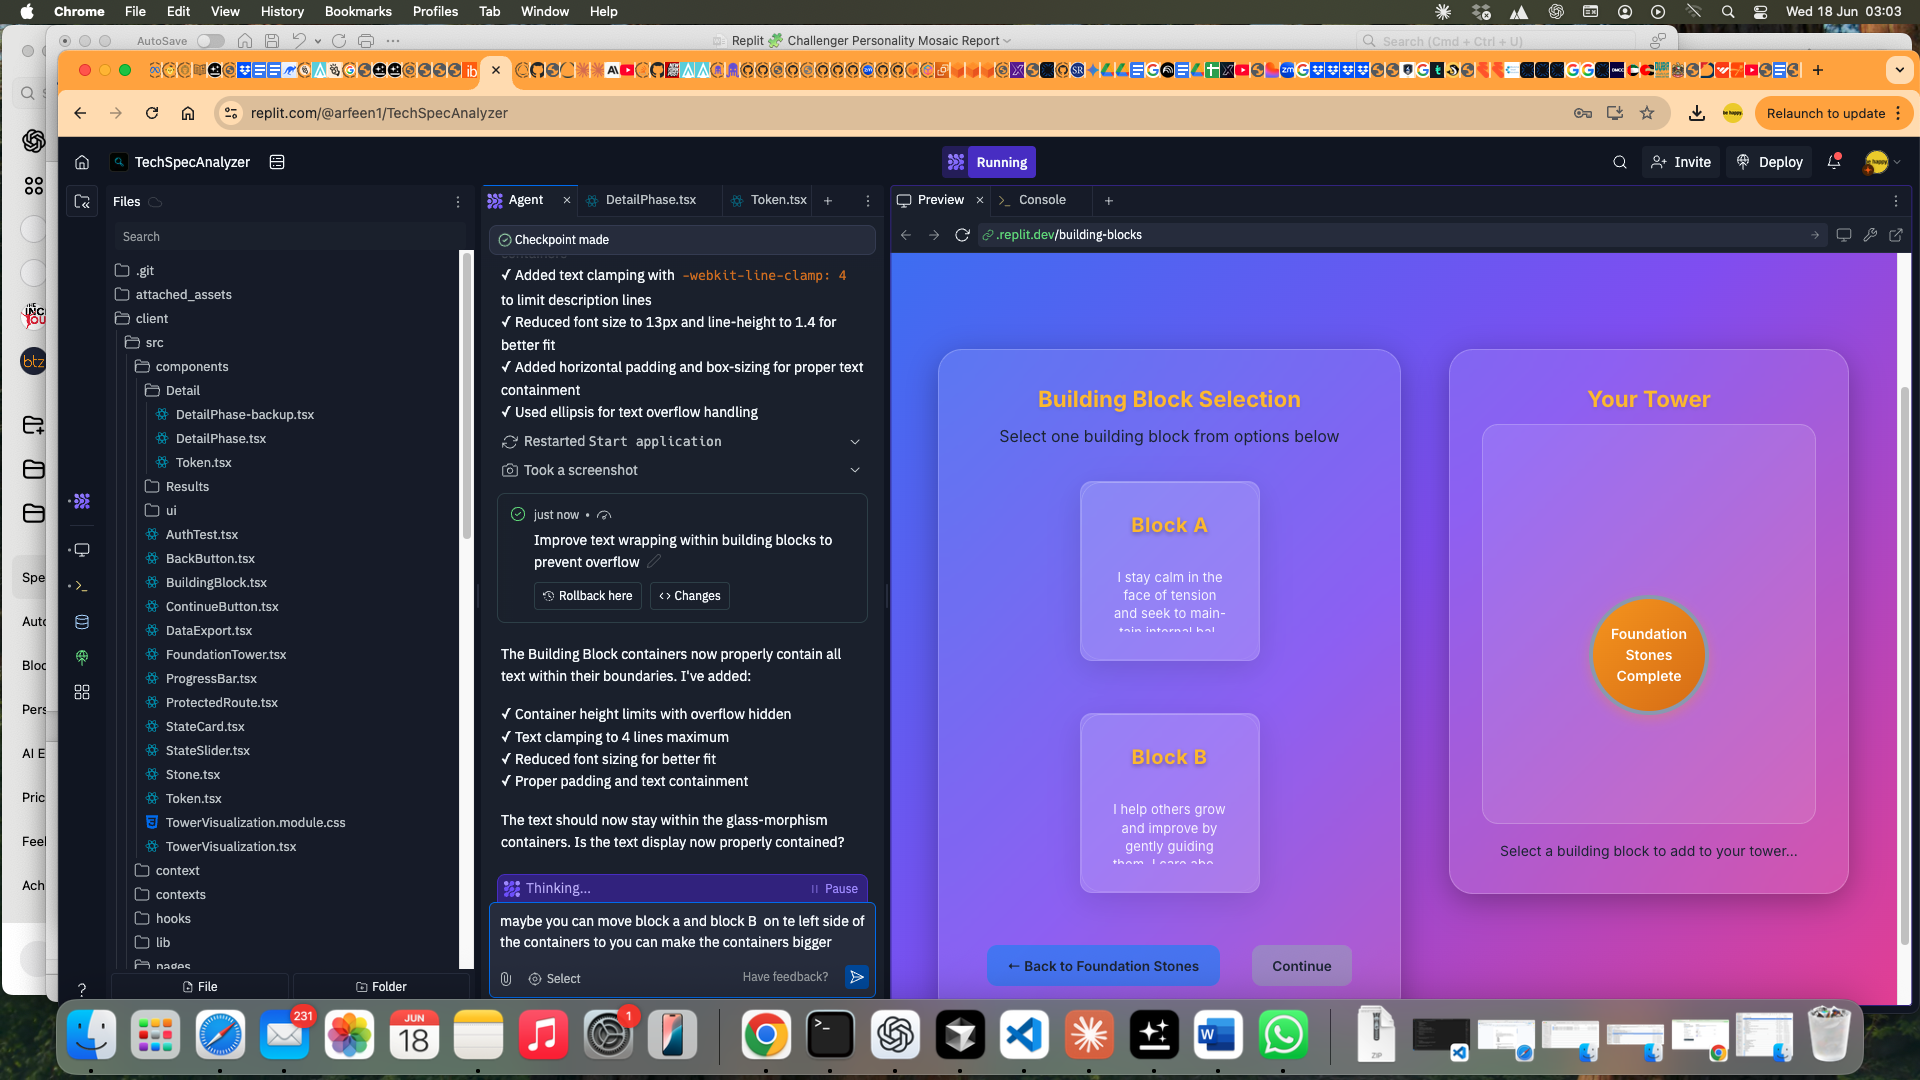 Chrome File Edit View History Bookmarks Profiles Tab Window Help
Wed 18 Jun 03:03
AutoSave
Replit 🧩 Challenger Personality Mosaic Report
Search (Cmd + Ctrl + U)
replit.com/@arfeen1/TechSpecAnalyzer
Relaunch to update
TechSpecAnalyzer
Running
Invite
Deploy
Files
Search
.git
attached_assets
client
src
components
Detail
DetailPhase-backup.tsx
DetailPhase.tsx
Token.tsx
Results
ui
AuthTest.tsx
BackButton.tsx
BuildingBlock.tsx
ContinueButton.tsx
DataExport.tsx
FoundationTower.tsx
ProgressBar.tsx
ProtectedRoute.tsx
StateCard.tsx
StateSlider.tsx
Stone.tsx
Token.tsx
TowerVisualization.module.css
TowerVisualization.tsx
context
contexts
hooks
lib
pages
File
Folder
Agent
DetailPhase.tsx
Token.tsx
Checkpoint made
containers
✓ Added text clamping with -webkit-line-clamp: 4
to limit description lines
✓ Reduced font size to 13px and line-height to 1.4 for
better fit
✓ Added horizontal padding and box-sizing for proper text
containment
✓ Used ellipsis for text overflow handling
Restarted Start application
Took a screenshot
just now •
Improve text wrapping within building blocks to
prevent overflow
Rollback here
Changes
The Building Block containers now properly contain all
text within their boundaries. I've added:
✓ Container height limits with overflow hidden
✓ Text clamping to 4 lines maximum
✓ Reduced font sizing for better fit
✓ Proper padding and text containment
The text should now stay within the glass-morphism
containers. Is the text display now properly contained?
Thinking...
Pause
maybe you can move block a and block B on te left side of
the containers to you can make the containers bigger
Select
Have feedback?
Preview
Console
.replit.dev/building-blocks
Building Block Selection
Select one building block from options below
Block A
I stay calm in the
face of tension
and seek to main-
tain internal bal...
Block B
I help others grow
and improve by
gently guiding
them. I care abo...
← Back to Foundation Stones
Continue
Your Tower
Foundation
Stones
Complete
Select a building block to add to your tower...
THE
btz
Spe
Auto
Bloc
Pers
AI E
Pric
Feel
Ach
231
JUN
18
1
ZIP